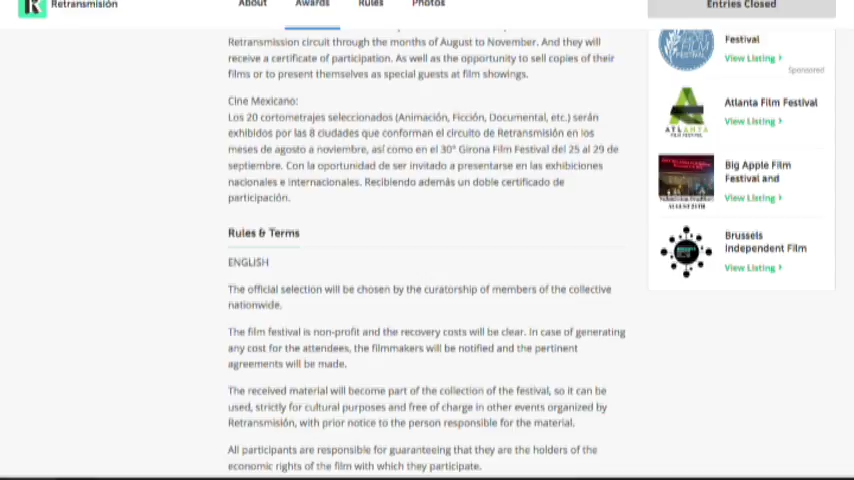 Retransmisión
About
Awards
Rules
Photos
Entries Closed
Retransmission circuit through the months of August to November. And they will
receive a certificate of participation. As well as the opportunity to sell copies of their
films or to present themselves as special guests at film showings.
Cine Mexicano:
Los 20 cortometrajes seleccionados (Animación, Ficción, Documental, etc.) serán
exhibidos por las 8 ciudades que conforman el circuito de Retransmisión en los
meses de agosto a noviembre, así como en el 30° Girona Film Festival del 25 al 29 de
septiembre. Con la oportunidad de ser invitado a presentarse en las exhibiciones
nacionales e internacionales. Recibiendo además un doble certificado de
participación.
Rules & Terms
ENGLISH
The official selection will be chosen by the curatorship of members of the collective
nationwide.
The film festival is non-profit and the recovery costs will be clear. In case of generating
any cost for the attendees, the filmmakers will be notified and the pertinent
agreements will be made.
The received material will become part of the collection of the festival, so it can be
used, strictly for cultural purposes and free of charge in other events organized by
Retransmisión, with prior notice to the person responsible for the material.
All participants are responsible for guaranteeing that they are the holders of the
economic rights of the film with which they participate.
FILM
Festival
View Listing
Sponsored
ATLANTA
Atlanta Film Festival
View Listing
Big Apple Film
Festival and
View Listing
Brussels
Independent Film
View Listing